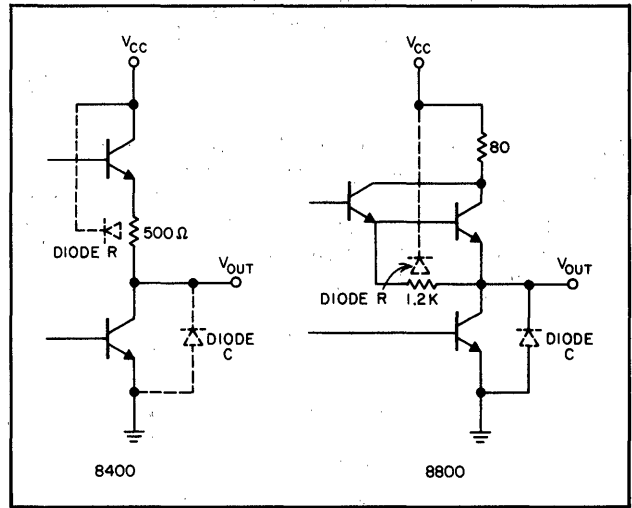 V_CC
DIODE R
500Ω
V_OUT
DIODE
C
8400
V_CC
80
DIODE R
1.2K
V_OUT
DIODE
C
8800